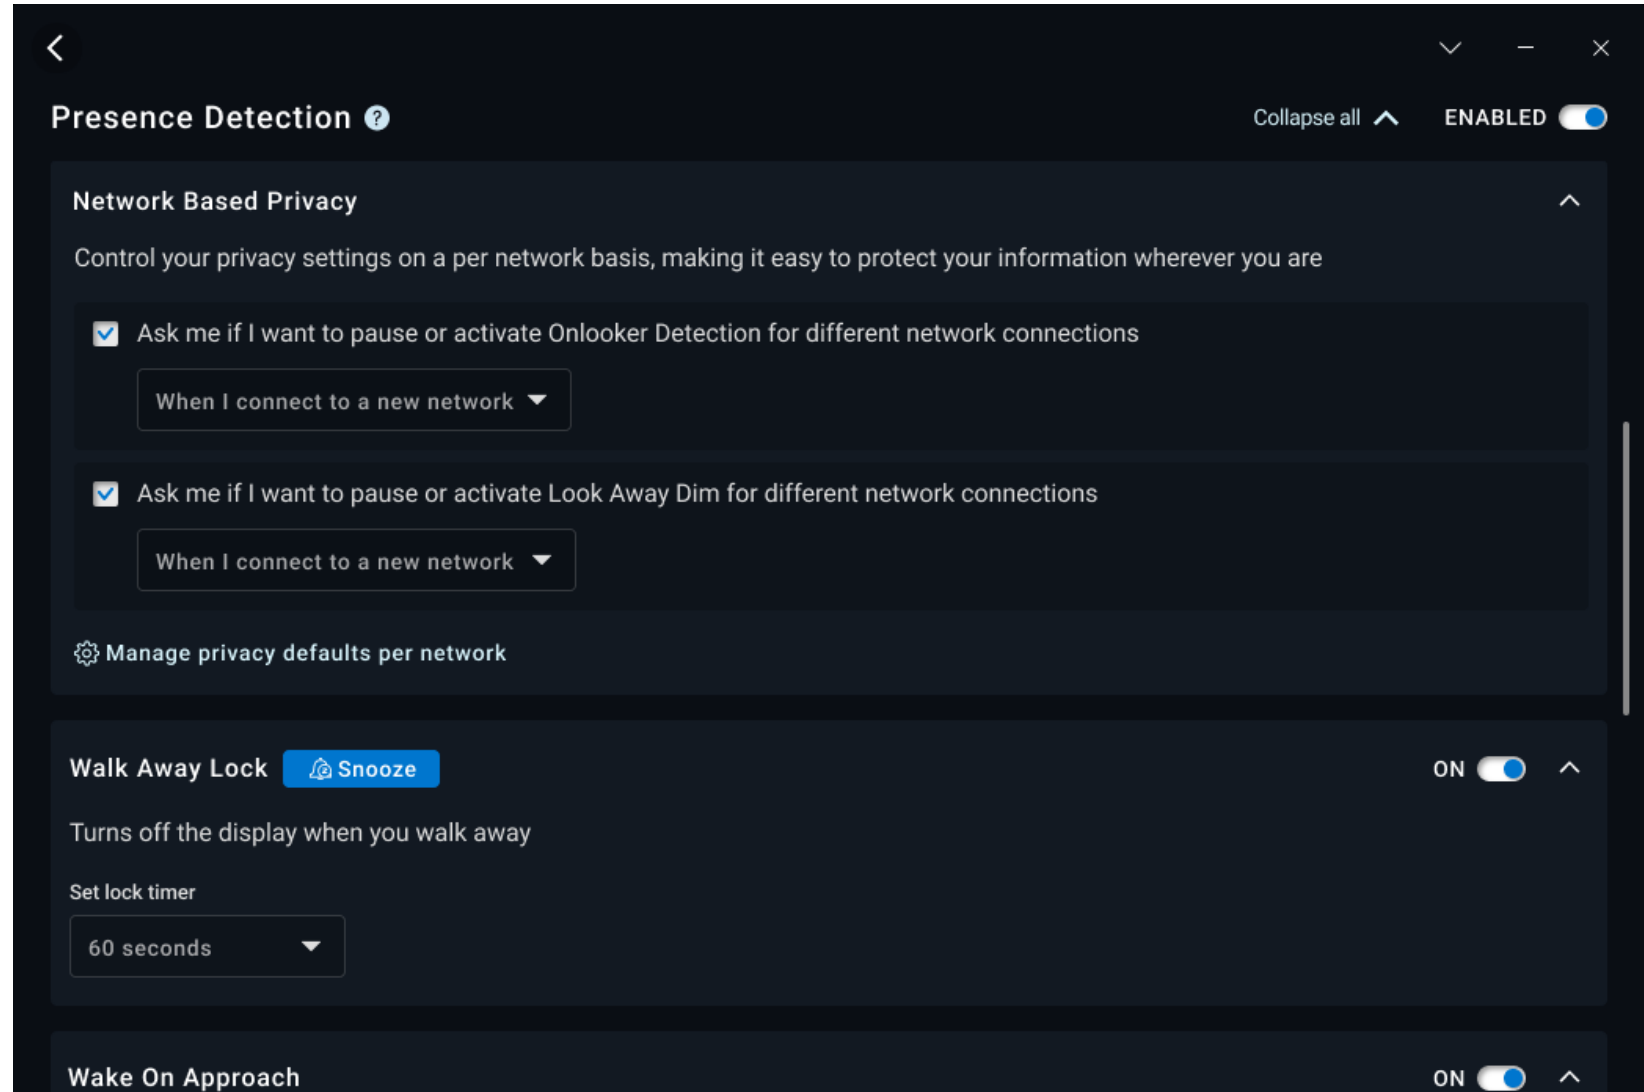 Presence Detection ?
Collapse all
ENABLED
Network Based Privacy
Control your privacy settings on a per network basis, making it easy to protect your information wherever you are
Ask me if I want to pause or activate Onlooker Detection for different network connections
When I connect to a new network
Ask me if I want to pause or activate Look Away Dim for different network connections
When I connect to a new network
Manage privacy defaults per network
Walk Away Lock
Snooze
ON
Turns off the display when you walk away
Set lock timer
60 seconds
Wake On Approach
ON